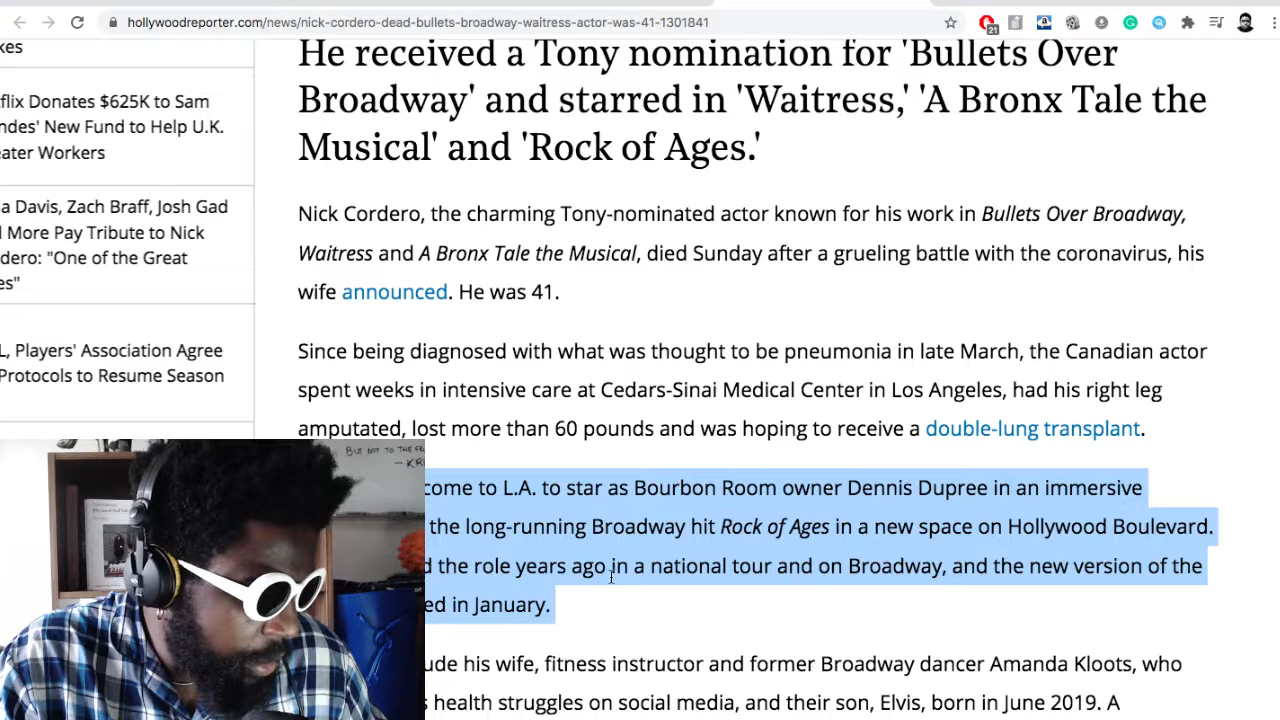 hollywoodreporter.com/news/nick-cordero-dead-bullets-broadway-waitress-actor-was-41-1301841
21
kes
flix Donates $625K to Sam
ndes' New Fund to Help U.K.
eater Workers
a Davis, Zach Braff, Josh Gad
d More Pay Tribute to Nick
dero: "One of the Great
es"
L, Players' Association Agree
Protocols to Resume Season
He received a Tony nomination for 'Bullets Over
Broadway' and starred in 'Waitress,' 'A Bronx Tale the
Musical' and 'Rock of Ages.'
Nick Cordero, the charming Tony-nominated actor known for his work in Bullets Over Broadway,
Waitress and A Bronx Tale the Musical, died Sunday after a grueling battle with the coronavirus, his
wife announced. He was 41.
Since being diagnosed with what was thought to be pneumonia in late March, the Canadian actor
spent weeks in intensive care at Cedars-Sinai Medical Center in Los Angeles, had his right leg
amputated, lost more than 60 pounds and was hoping to receive a double-lung transplant.
come to L.A. to star as Bourbon Room owner Dennis Dupree in an immersive
the long-running Broadway hit Rock of Ages in a new space on Hollywood Boulevard.
d the role years ago in a national tour and on Broadway, and the new version of the
ed in January.
ude his wife, fitness instructor and former Broadway dancer Amanda Kloots, who
s health struggles on social media, and their son, Elvis, born in June 2019. A
BUT NOT TO THE FR
- KR